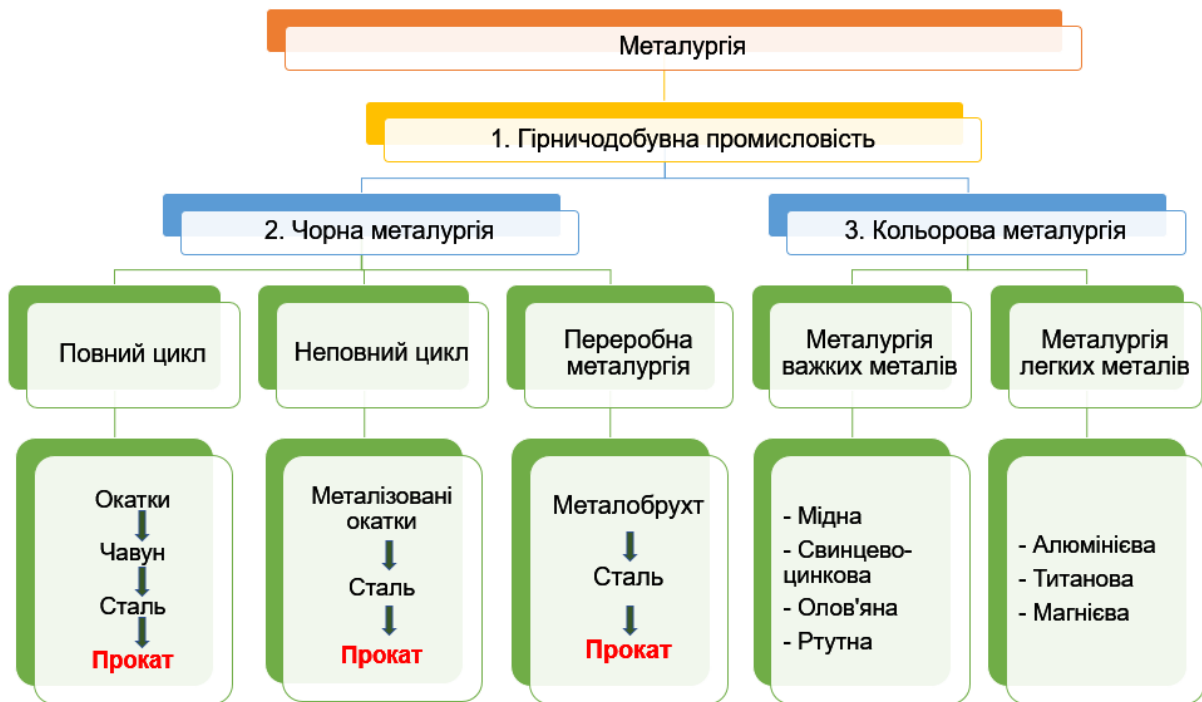 Металургія
1. Гірничодобувна промисловість
2. Чорна металургія
3. Кольорова металургія
Повний цикл
Неповний цикл
Переробна
металургія
Металургія
важких металів
Металургія
легких металів
Окатки
Чавун
Сталь
Прокат
Металізовані
окатки
Сталь
Прокат
Металобрухт
Сталь
Прокат
- Мідна
- Свинцево-
цинкова
- Олов'яна
- Ртутна
- Алюмінієва
- Титанова
- Магнієва